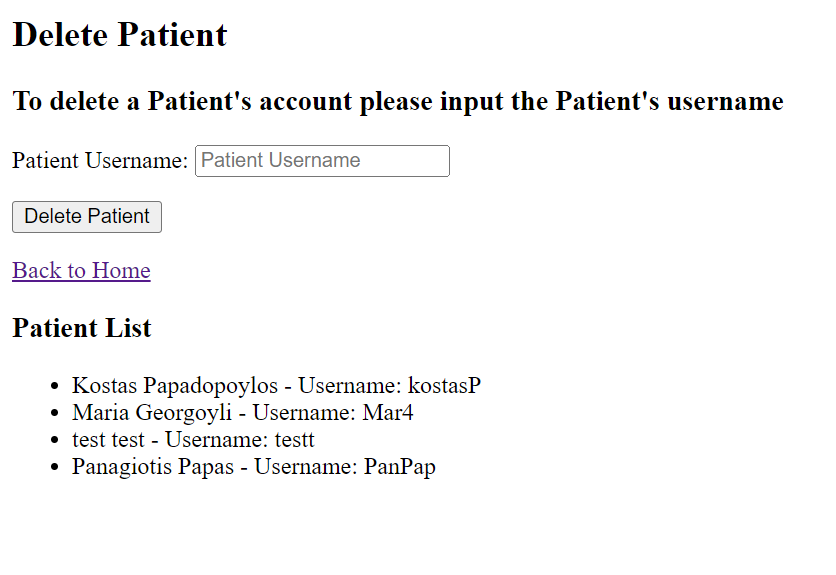 Delete Patient
To delete a Patient's account please input the Patient's username
Patient Username: Patient Username
Delete Patient
Back to Home
Patient List
Kostas Papadopoylos - Username: kostasP
Maria Georgoyli - Username: Mar4
test test - Username: testt
Panagiotis Papas - Username: PanPap